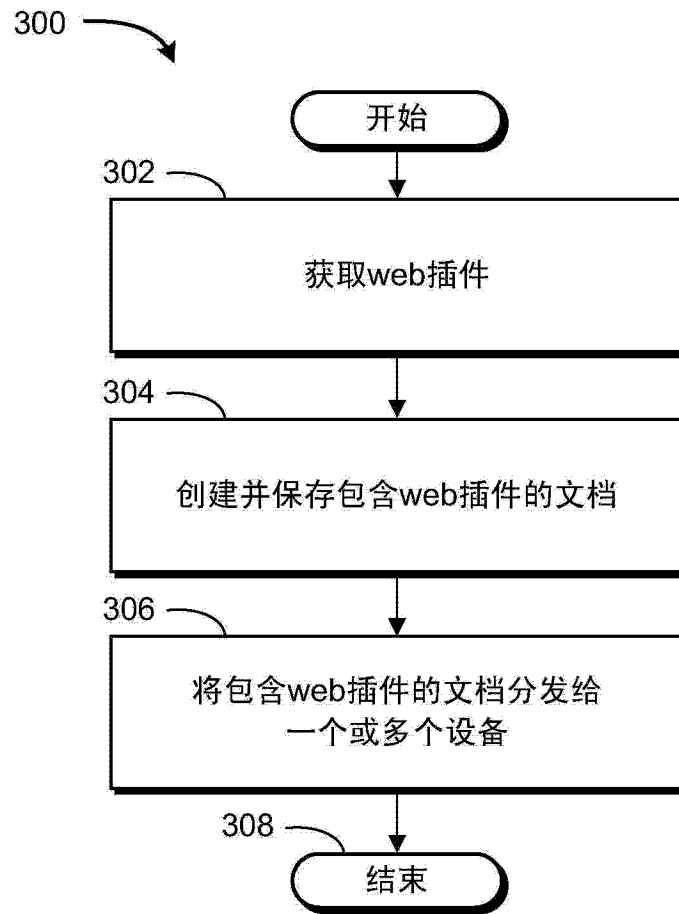 300
开始
302
获取web插件
304
创建并保存包含web插件的文档
306
将包含web插件的文档分发给
一个或多个设备
308
结束